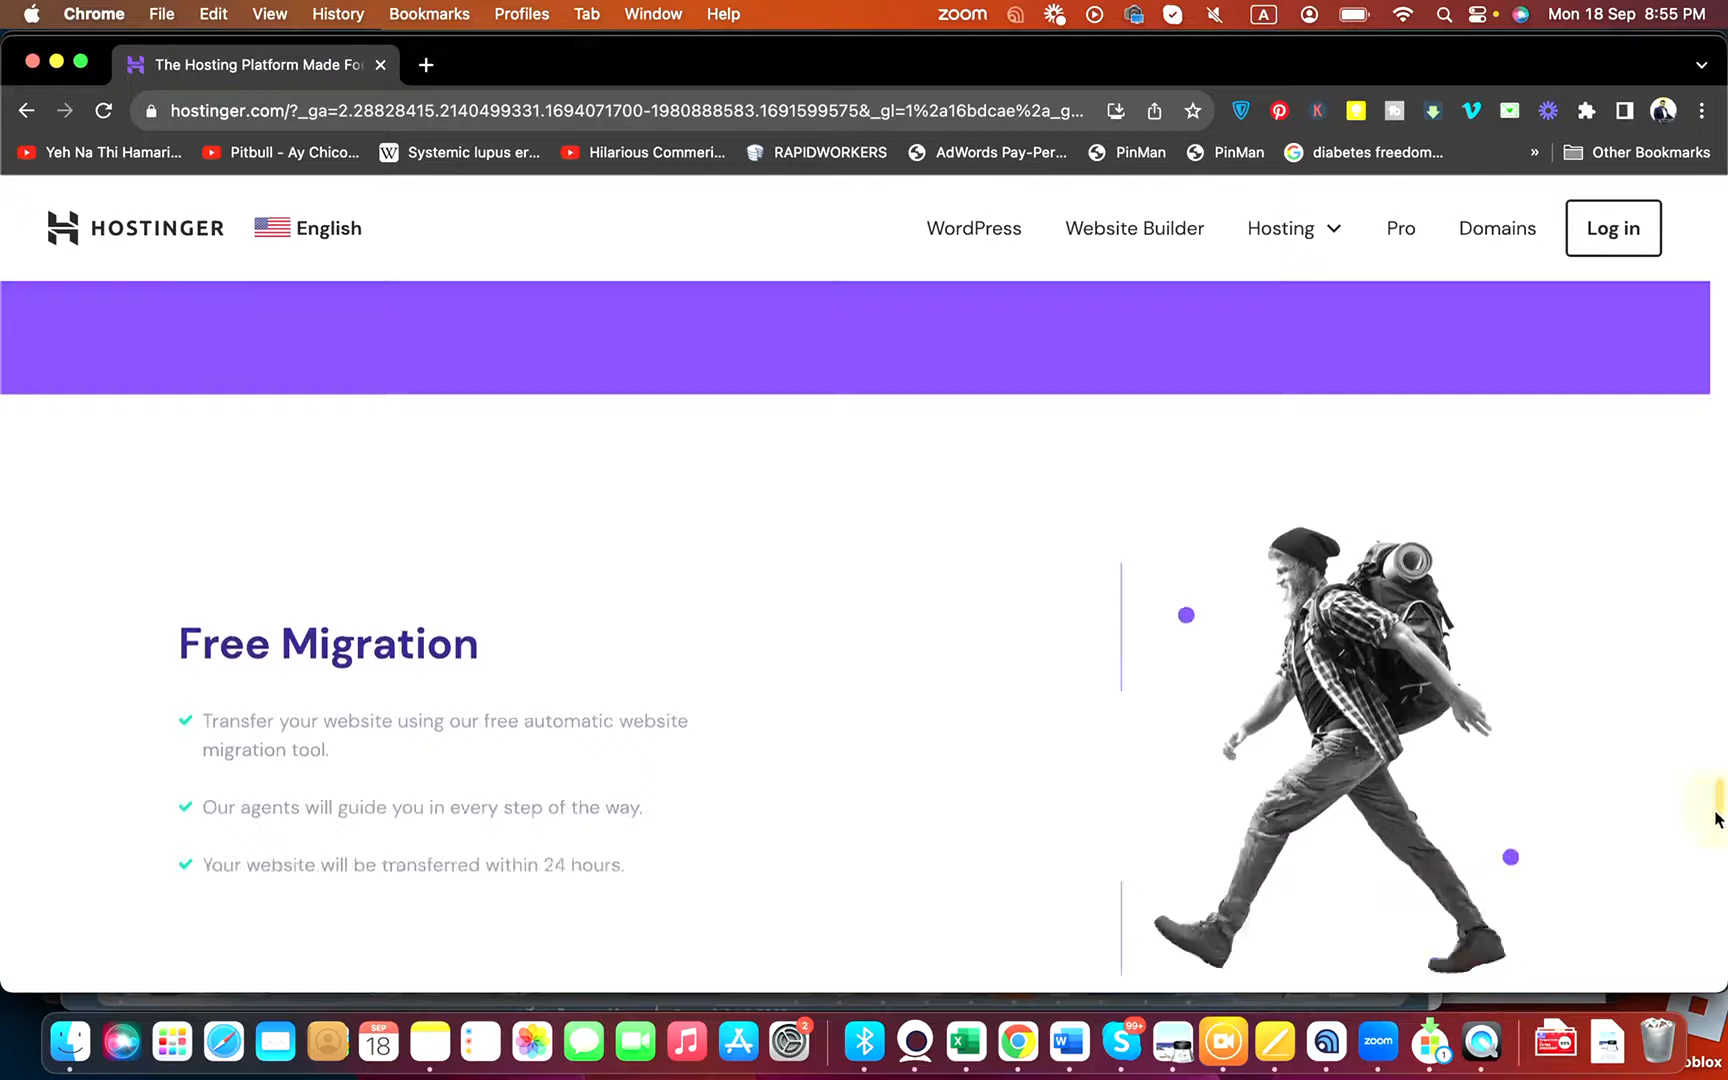 Chrome File Edit View History Bookmarks Profiles Tab Window Help zoom A Mon 18 Sep 8:55 PM
The Hosting Platform Made Fo
hostinger.com/?_ga=2.28828415.2140499331.1694071700-1980888583.1691599575&_gl=1%2a16bdcae%2a_g...
Yeh Na Thi Hamari... Pitbull - Ay Chico... W Systemic lupus er... Hilarious Commeri... RAPIDWORKERS AdWords Pay-Per... PinMan PinMan diabetes freedom... » Other Bookmarks
HOSTINGER English WordPress Website Builder Hosting Pro Domains Log in
Free Migration
Transfer your website using our free automatic website
migration tool.
Our agents will guide you in every step of the way.
Your website will be transferred within 24 hours.
SEP
18
2
99+
zoom
1
oblox